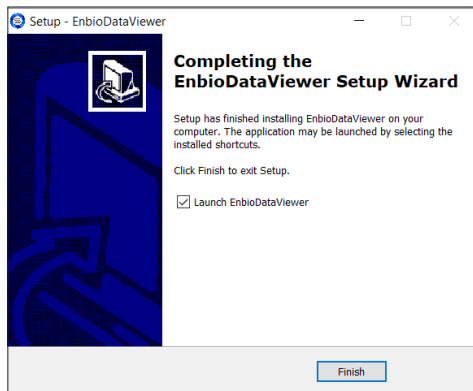 Setup - EnbioDataViewer
Completing the
EnbioDataViewer Setup Wizard
Setup has finished installing EnbioDataViewer on your
computer. The application may be launched by selecting the
installed shortcuts.
Click Finish to exit Setup.
Launch EnbioDataViewer
Finish